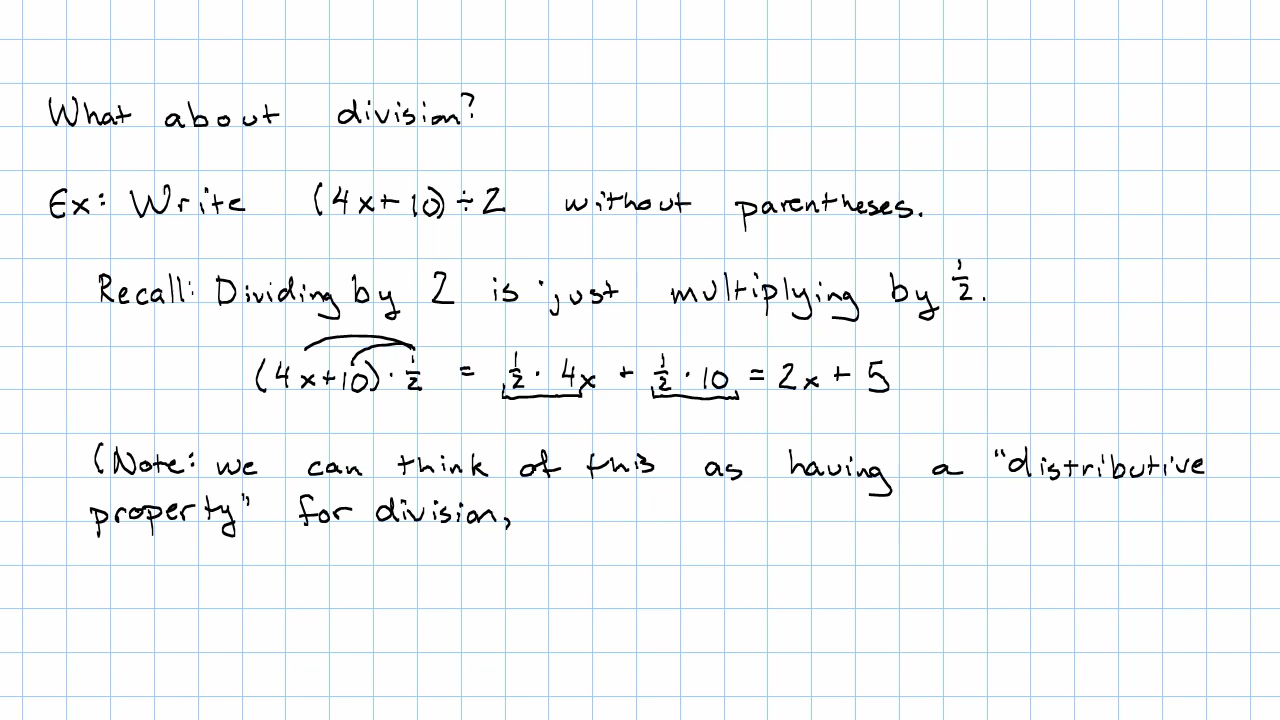 What about division?
Ex: Write (4x+10)÷2 without parentheses.
Recall: Dividing by 2 is just multiplying by 1/2.
(4x+10)·1/2 = 1/2·4x + 1/2·10 = 2x+5
(Note: we can think of this as having a "distributive
property" for division,